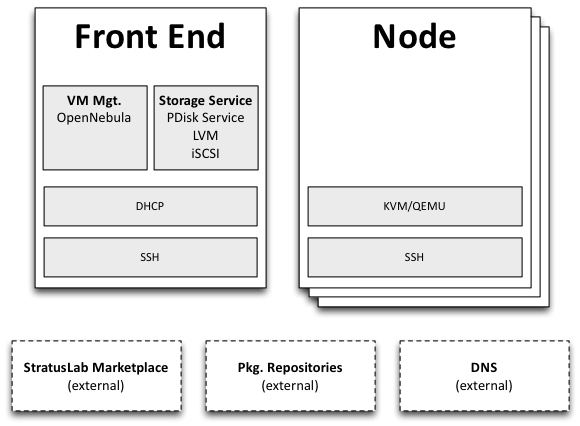 Front End
VM Mgt.
OpenNebula
Storage Service
PDisk Service
LVM
iSCSI
DHCP
SSH
Node
KVM/QEMU
SSH
StratusLab Marketplace
(external)
Pkg. Repositories
(external)
DNS
(external)